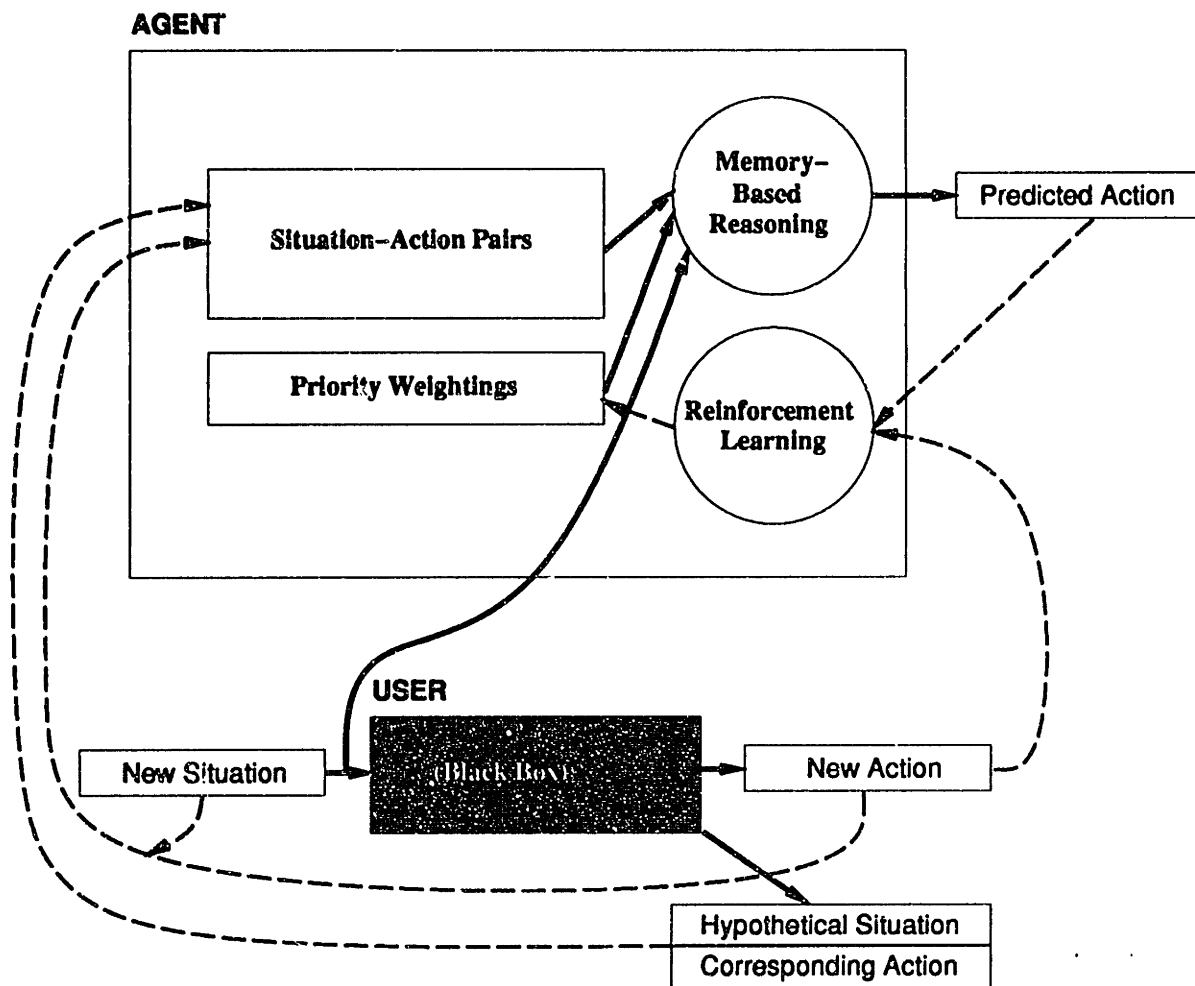 AGENT
Memory–
Based
Reasoning
Predicted Action
Situation–Action Pairs
Priority Weightings
Reinforcement
Learning
USER
New Situation
(Black Box)
New Action
Hypothetical Situation
Corresponding Action